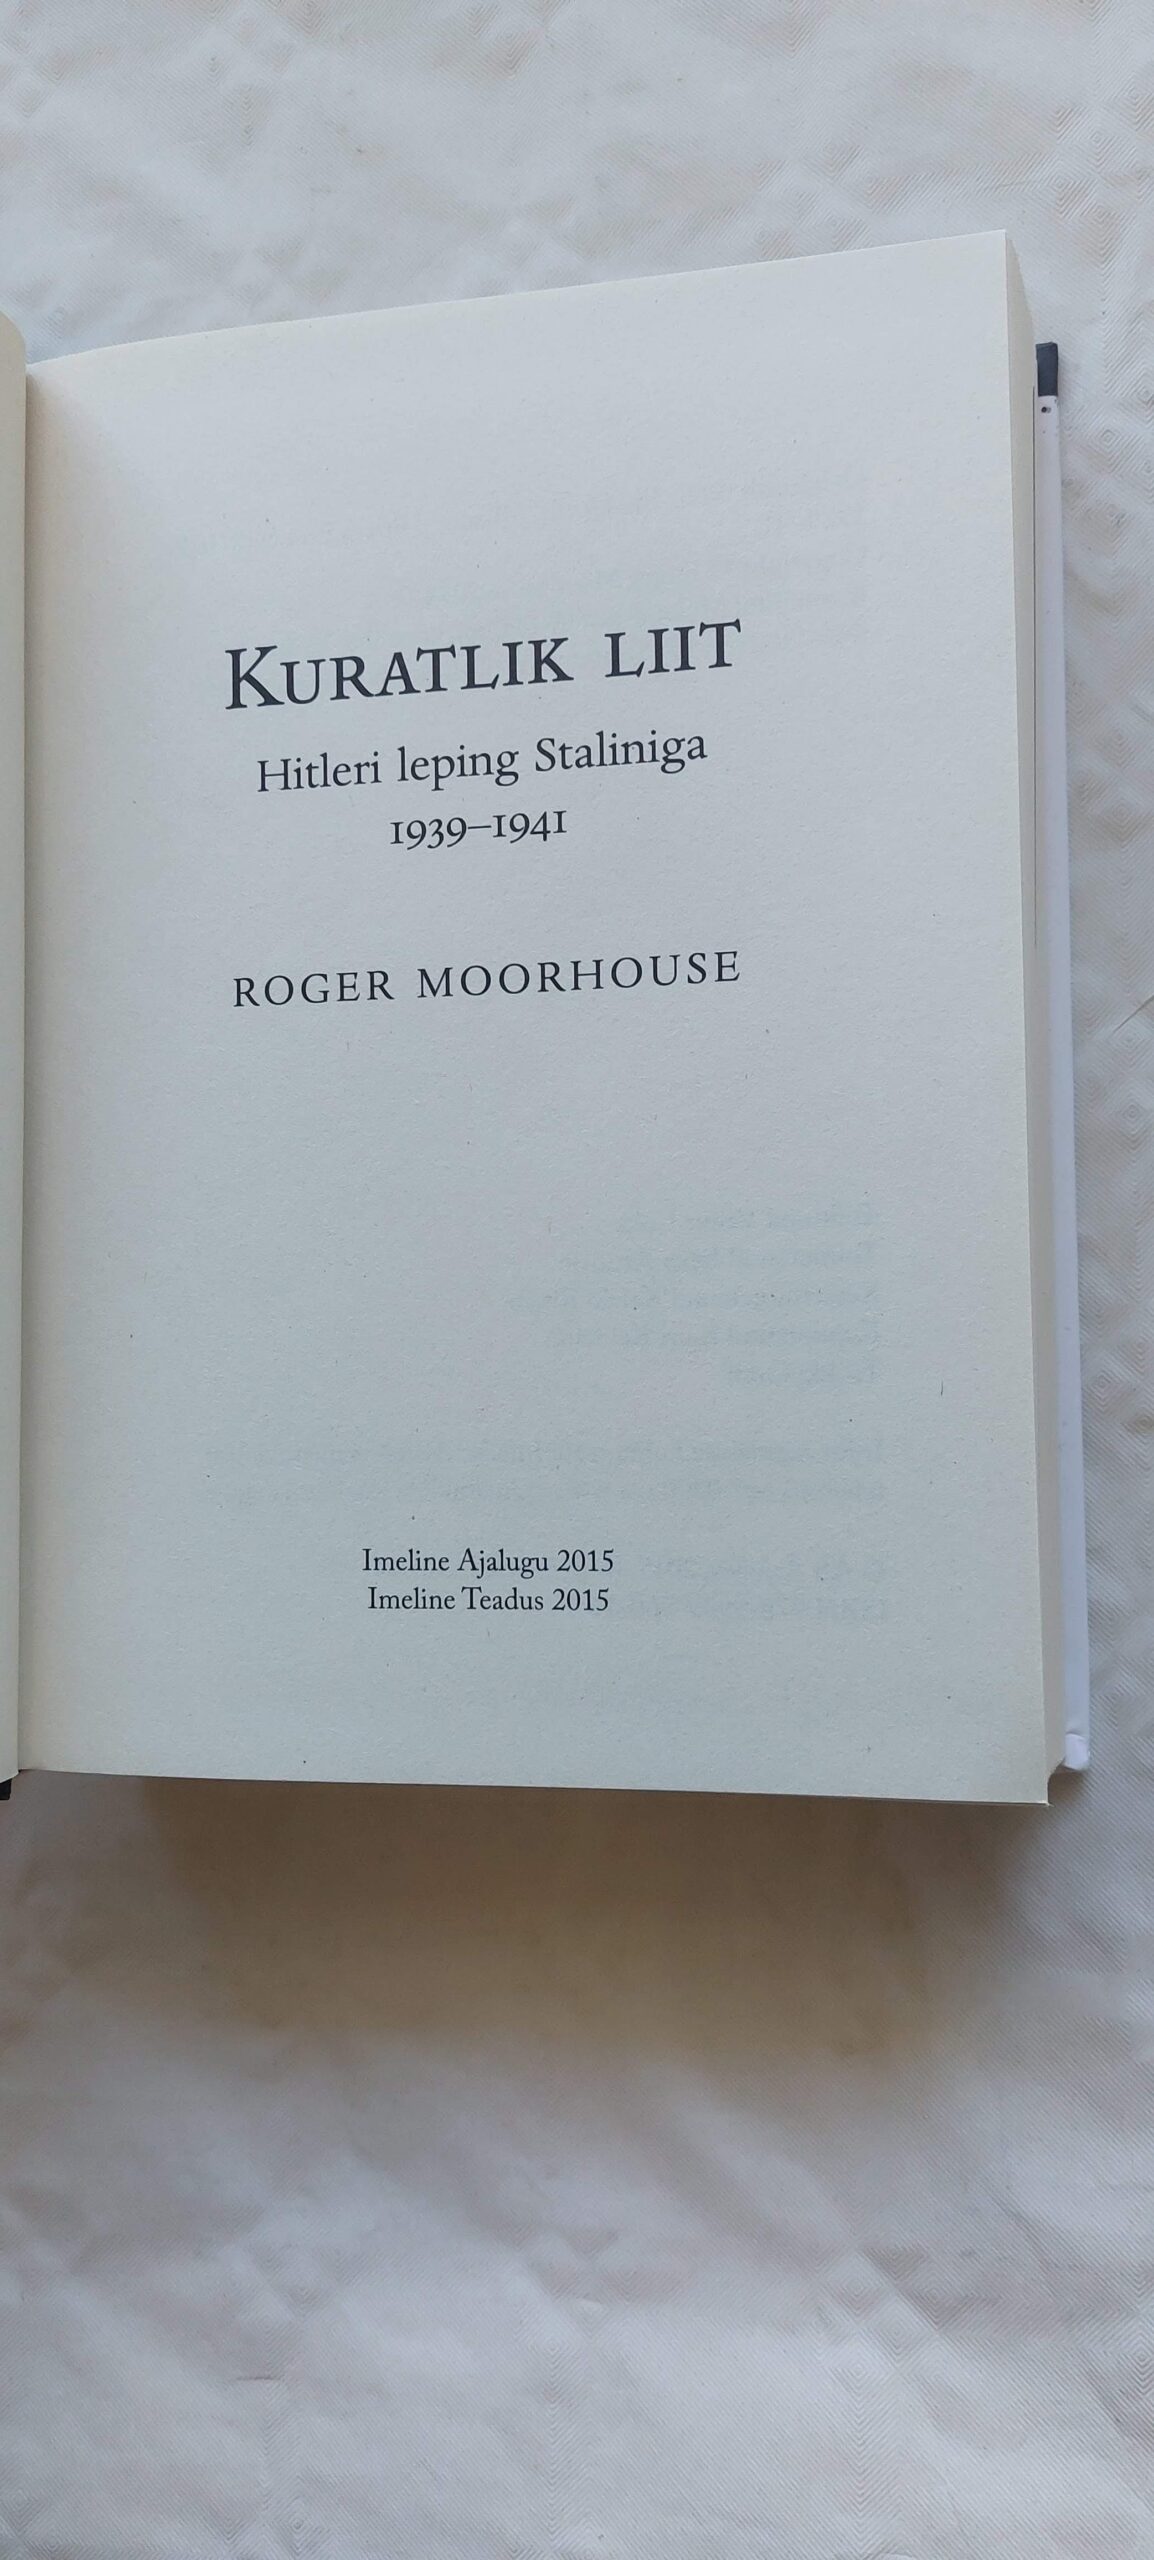 KURATLIK LIIT
Hitleri leping Staliniga
1939–1941
ROGER MOORHOUSE
Imeline Ajalugu 2015
Imeline Teadus 2015